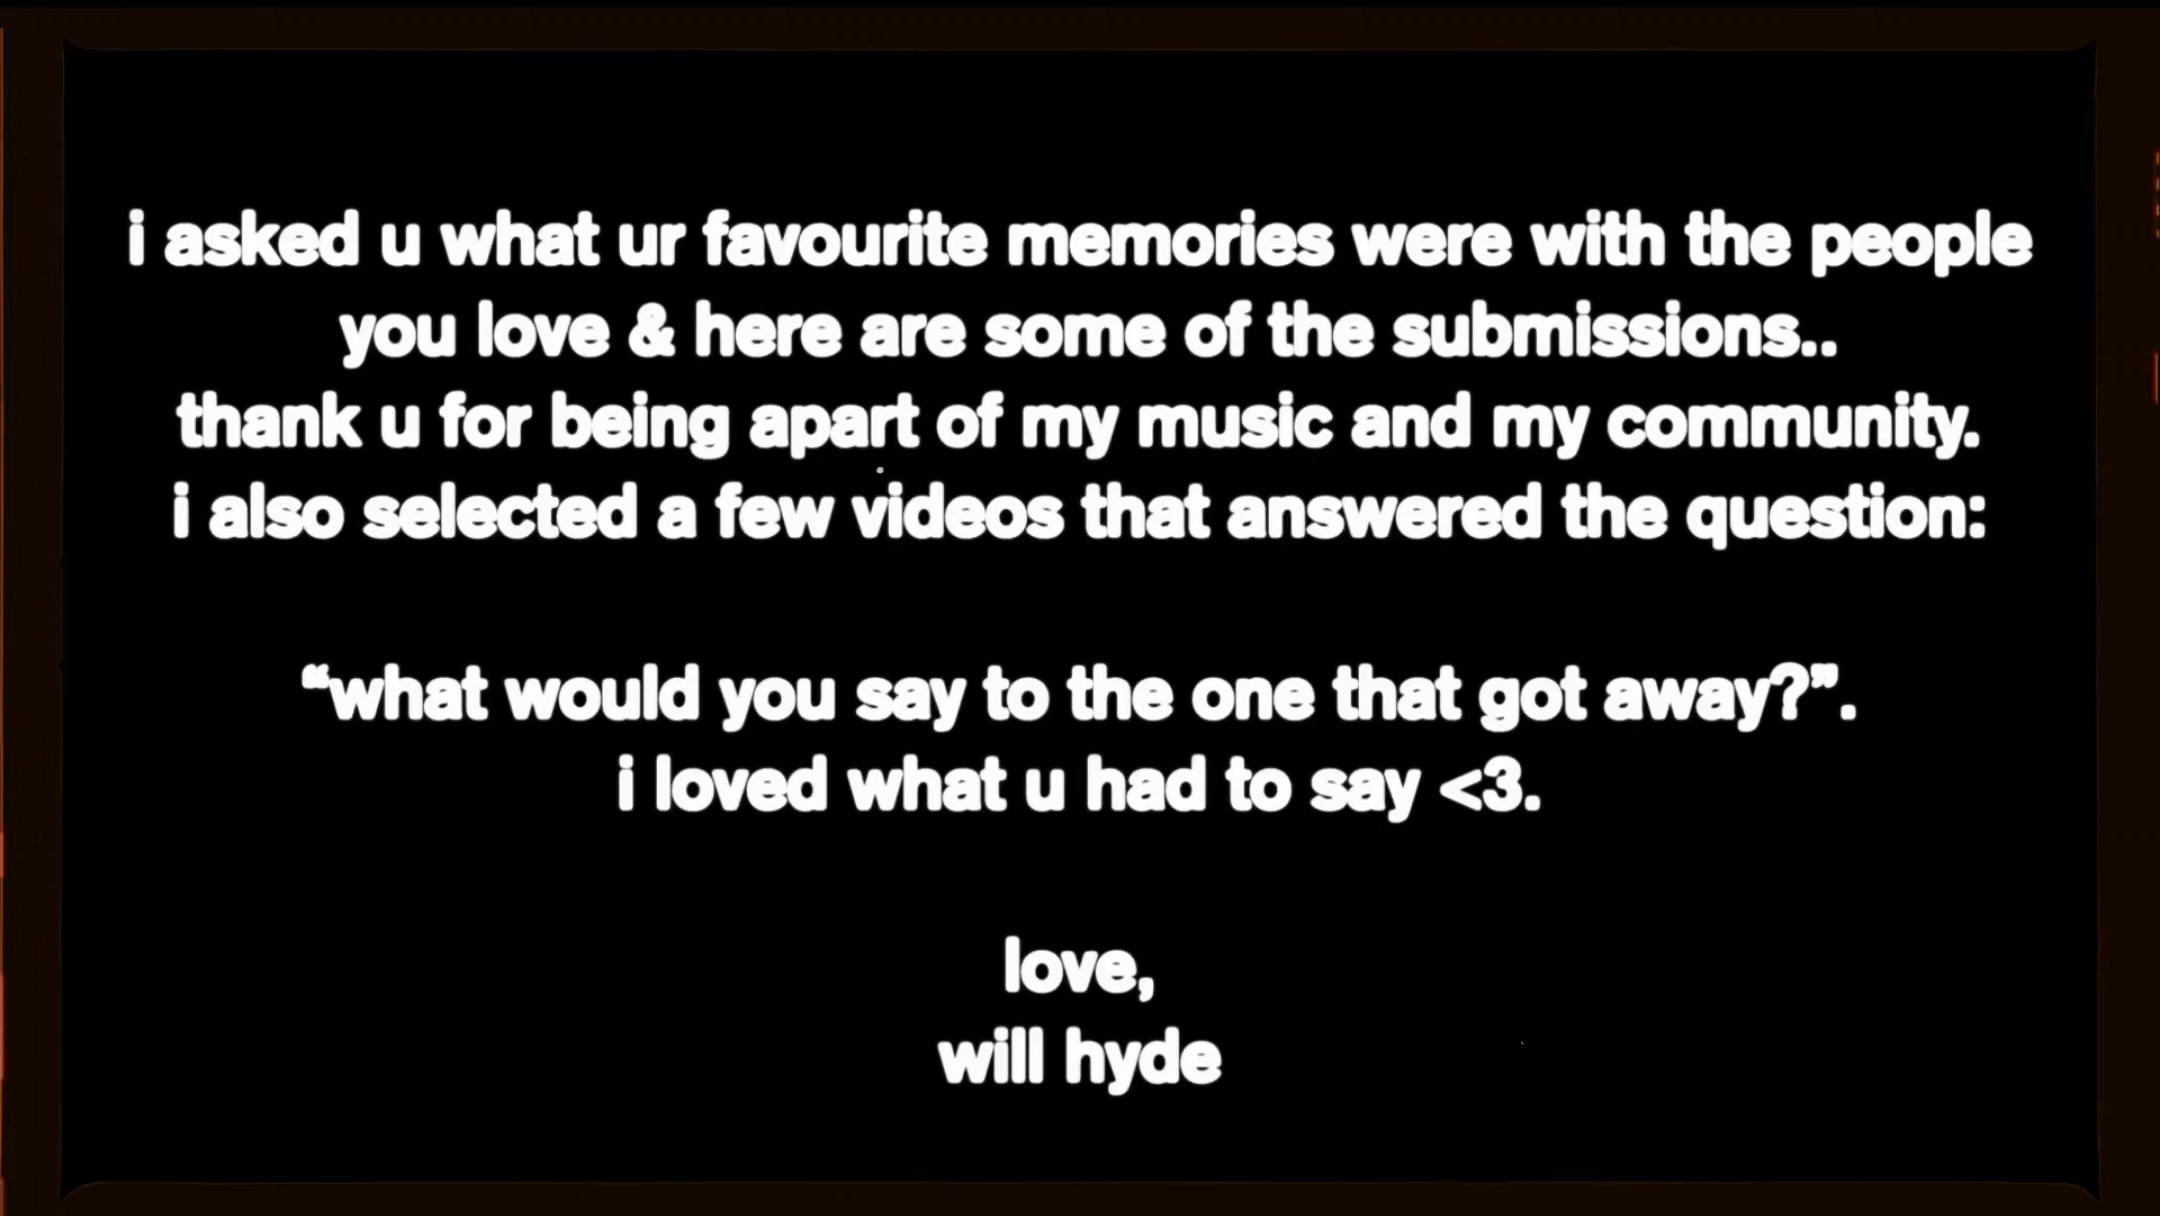 i asked u what ur favourite memories were with the people
you love & here are some of the submissions..
thank u for being apart of my music and my community.
i also selected a few videos that answered the question:
“what would you say to the one that got away?”.
i loved what u had to say <3.
love,
will hyde